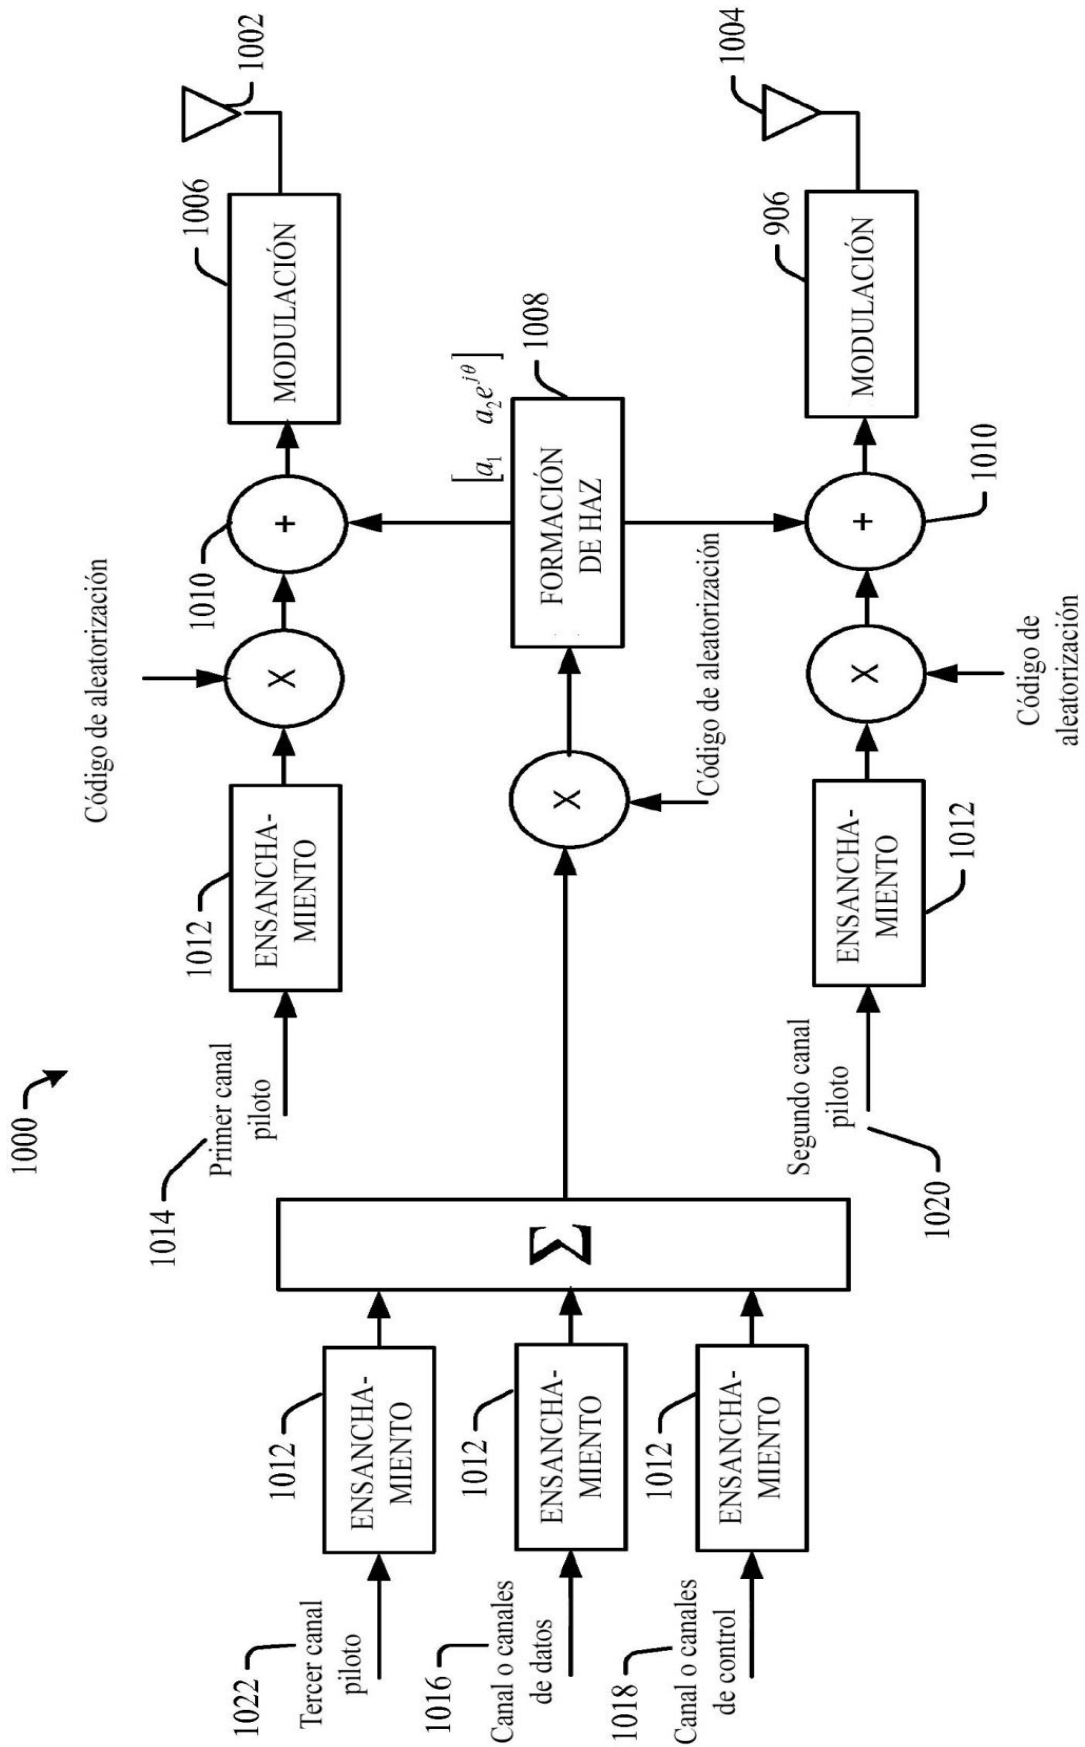 1000
1022
Tercer canal
piloto
1012
ENSANCHA-
MIENTO
1016
Canal o canales
de datos
1012
ENSANCHA-
MIENTO
1018
Canal o canales
de control
1012
ENSANCHA-
MIENTO
Σ
1014
Primer canal
piloto
1012
ENSANCHA-
MIENTO
Código de aleatorización
X
1010
+
1006
MODULACIÓN
1002
X
Código de aleatorización
[a₁ a₂e^{jθ}]
FORMACIÓN
DE HAZ
1008
Segundo canal
piloto
1020
ENSANCHA-
MIENTO
1012
X
Código de
aleatorización
+
1010
906
MODULACIÓN
1004